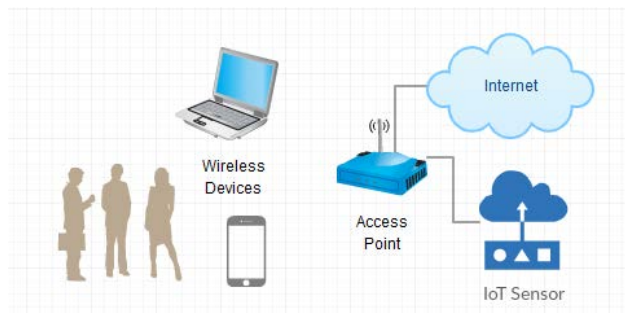 Internet
Wireless
Devices
Access
Point
IoT Sensor